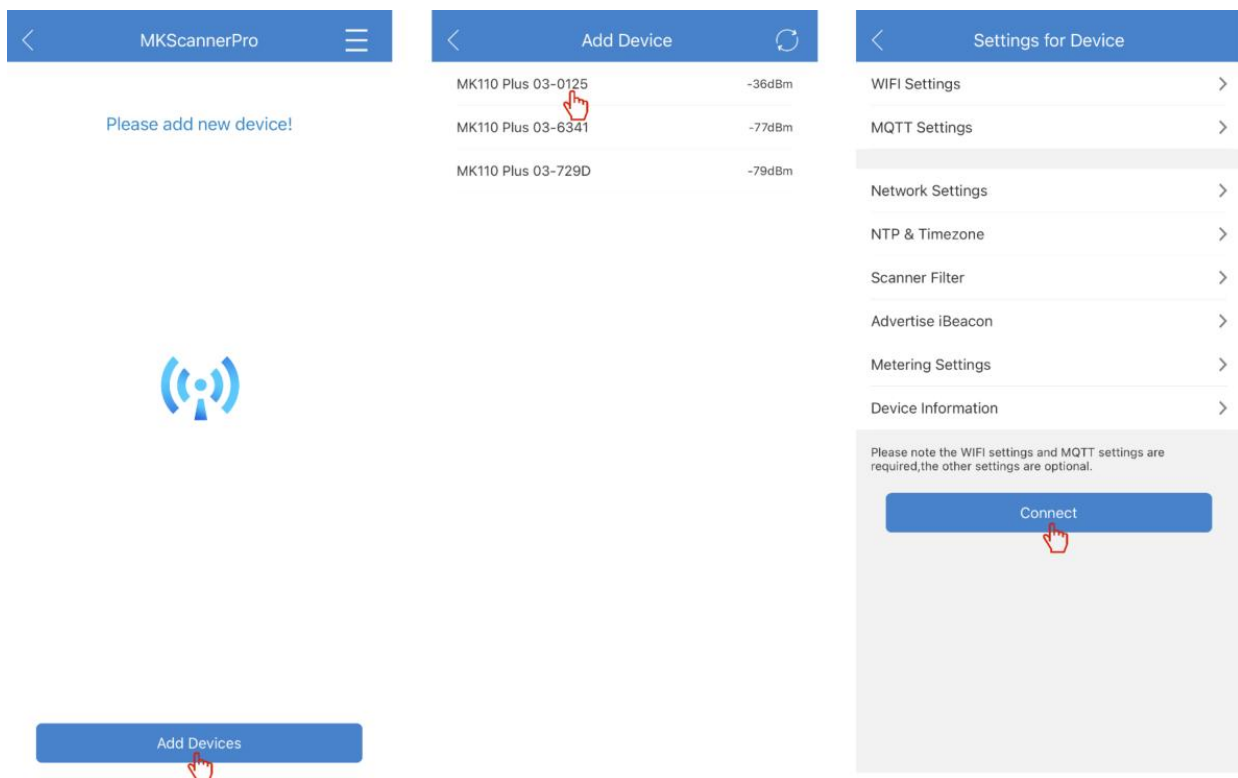 MKScannerPro
Please add new device!
Add Devices
Add Device
MK110 Plus 03-0125 -36dBm
MK110 Plus 03-6341 -77dBm
MK110 Plus 03-729D -79dBm
Settings for Device
WIFI Settings
MQTT Settings
Network Settings
NTP & Timezone
Scanner Filter
Advertise iBeacon
Metering Settings
Device Information
Please note the WIFI settings and MQTT settings are
required,the other settings are optional.
Connect